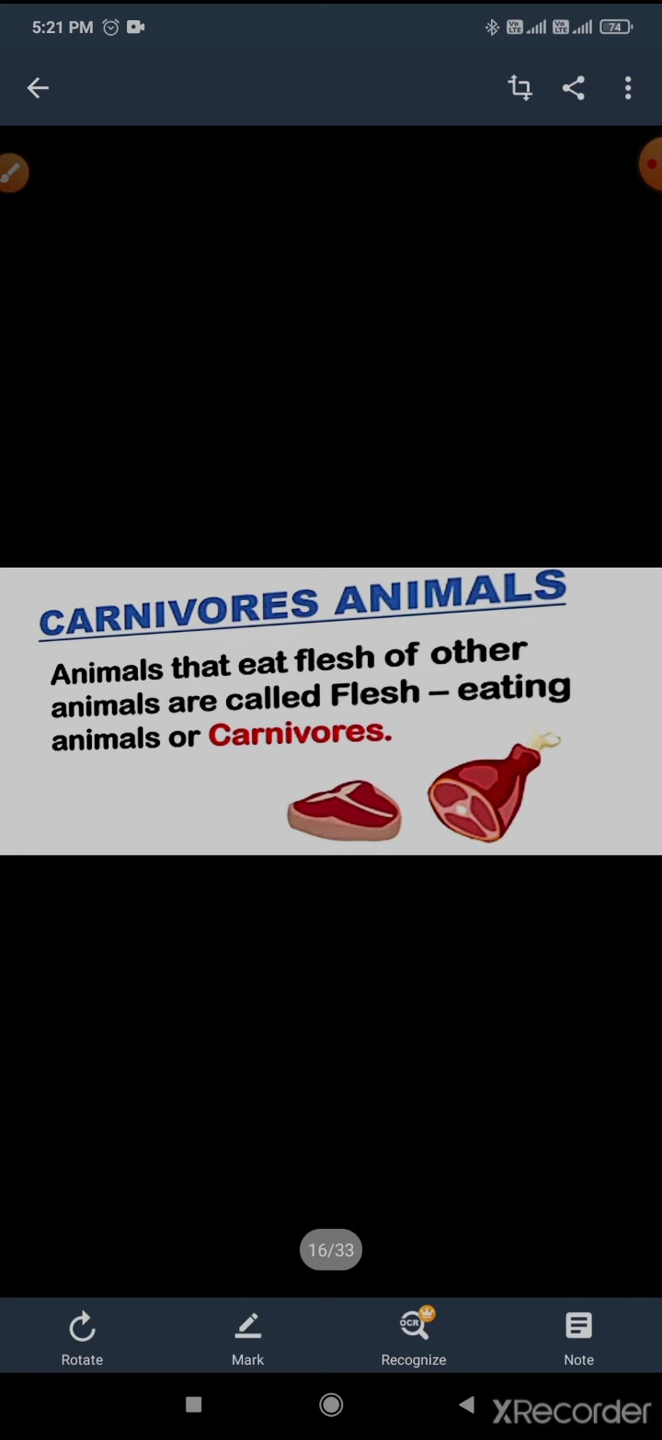 5:21 PM
74
CARNIVORES ANIMALS
Animals that eat flesh of other
animals are called Flesh – eating
animals or Carnivores.
16/33
OCR
Rotate Mark Recognize Note
XRecorder